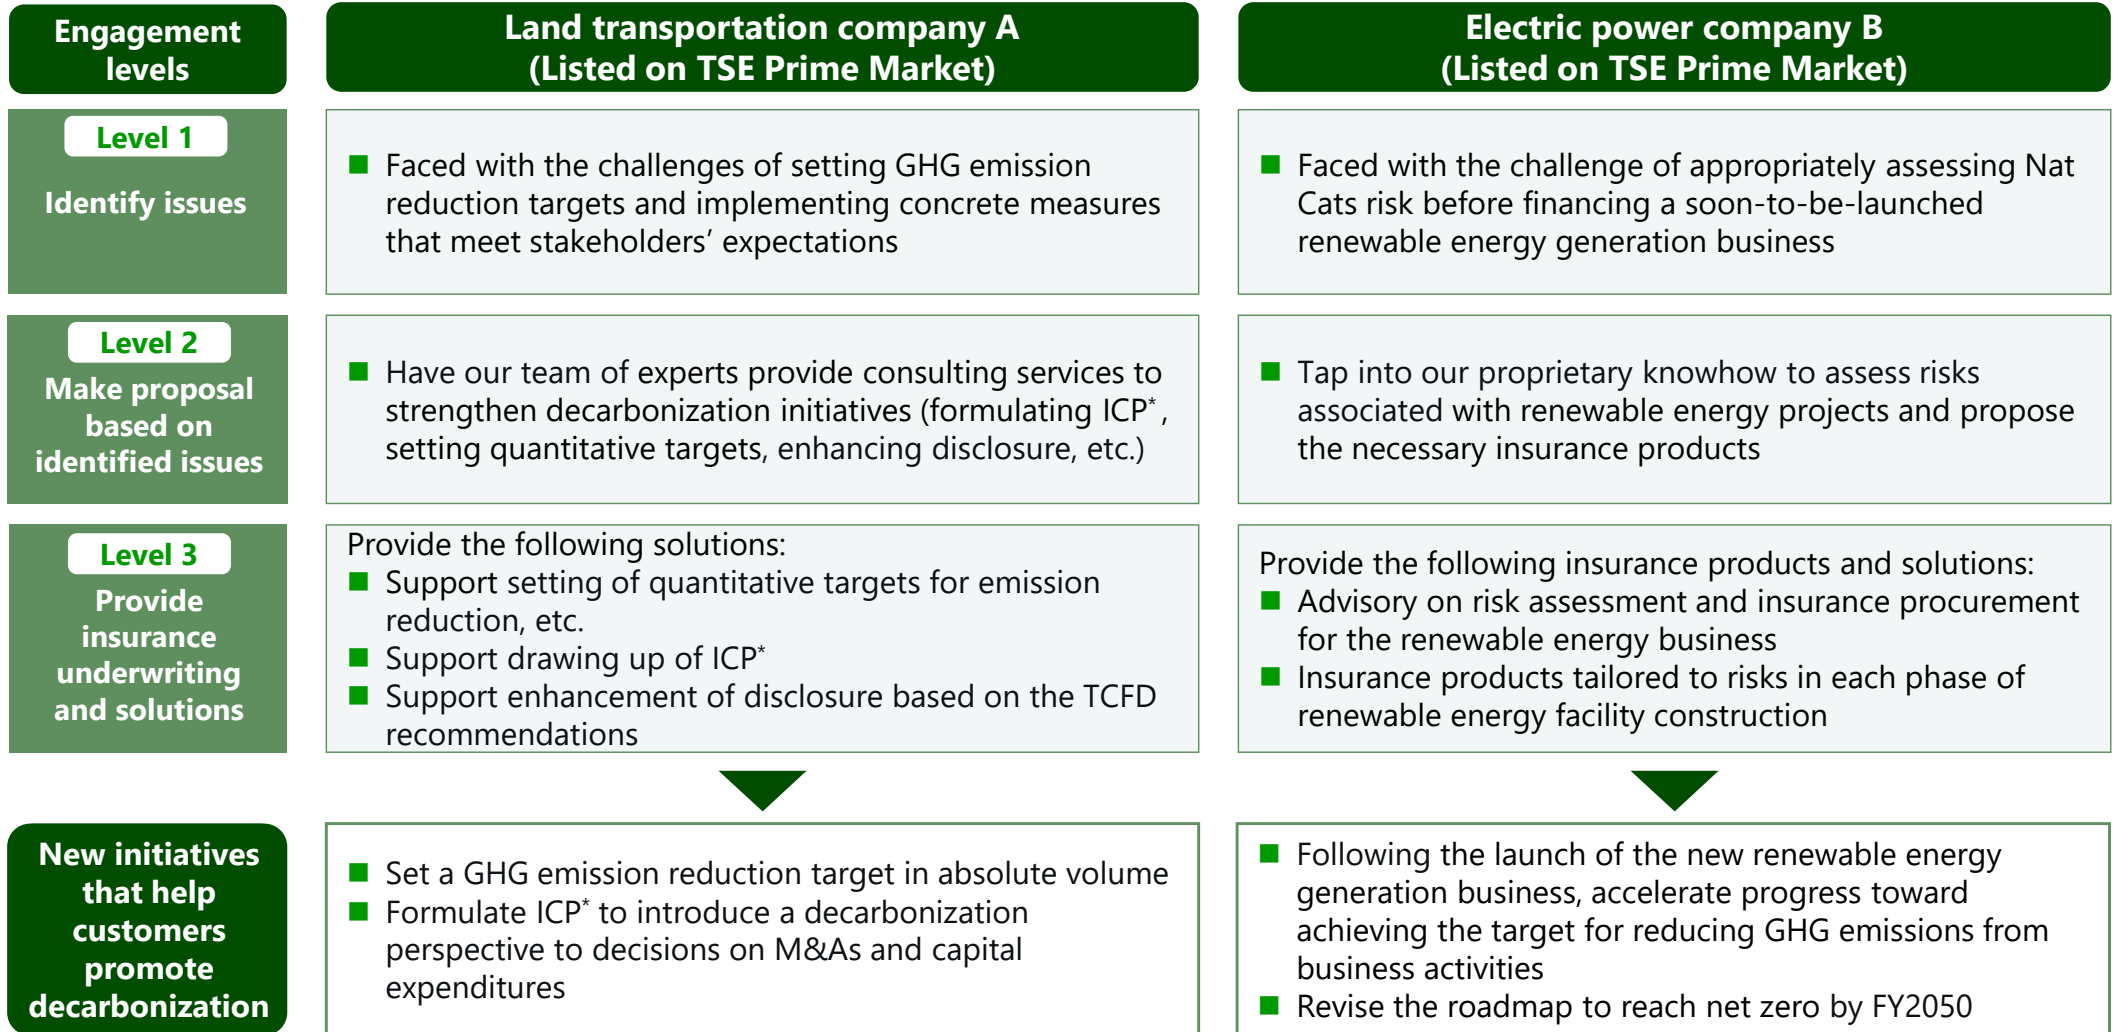 Engagement
levels
Land transportation company A
(Listed on TSE Prime Market)
Electric power company B
(Listed on TSE Prime Market)
Level 1
Identify issues
■ Faced with the challenges of setting GHG emission
reduction targets and implementing concrete measures
that meet stakeholders’ expectations
■ Faced with the challenge of appropriately assessing Nat
Cats risk before financing a soon-to-be-launched
renewable energy generation business
Level 2
Make proposal
based on
identified issues
■ Have our team of experts provide consulting services to
strengthen decarbonization initiatives (formulating ICP*,
setting quantitative targets, enhancing disclosure, etc.)
■ Tap into our proprietary knowhow to assess risks
associated with renewable energy projects and propose
the necessary insurance products
Level 3
Provide
insurance
underwriting
and solutions
Provide the following solutions:
■ Support setting of quantitative targets for emission
reduction, etc.
■ Support drawing up of ICP*
■ Support enhancement of disclosure based on the TCFD
recommendations
Provide the following insurance products and solutions:
■ Advisory on risk assessment and insurance procurement
for the renewable energy business
■ Insurance products tailored to risks in each phase of
renewable energy facility construction
New initiatives
that help
customers
promote
decarbonization
■ Set a GHG emission reduction target in absolute volume
■ Formulate ICP* to introduce a decarbonization
perspective to decisions on M&As and capital
expenditures
■ Following the launch of the new renewable energy
generation business, accelerate progress toward
achieving the target for reducing GHG emissions from
business activities
■ Revise the roadmap to reach net zero by FY2050